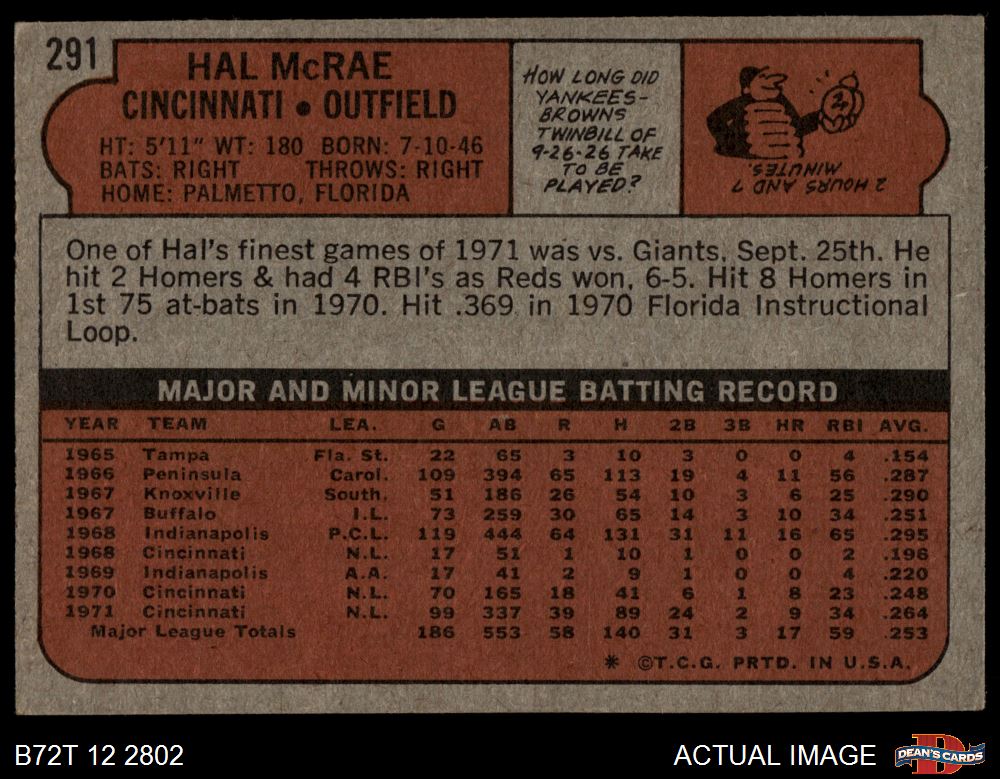 291
HAL McRAE
CINCINNATI • OUTFIELD
HT: 5'11" WT: 180 BORN: 7-10-46
BATS: RIGHT THROWS: RIGHT
HOME: PALMETTO, FLORIDA
HOW LONG DID
YANKEES-
BROWNS
TWINBILL OF
9-26-26 TAKE
TO BE
PLAYED?
2 HOURS AND 7
MINUTES.
One of Hal's finest games of 1971 was vs. Giants, Sept. 25th. He
hit 2 Homers & had 4 RBI's as Reds won, 6-5. Hit 8 Homers in
1st 75 at-bats in 1970. Hit .369 in 1970 Florida Instructional
Loop.
MAJOR AND MINOR LEAGUE BATTING RECORD
YEAR TEAM LEA. G AB R H 2B 3B HR RBI AVG.
1965 Tampa Fla. St. 22 65 3 10 3 0 0 4 .154
1966 Peninsula Carol. 109 394 65 113 19 4 11 56 .287
1967 Knoxville South. 51 186 26 54 10 3 6 25 .290
1967 Buffalo I.L. 73 259 30 65 14 3 10 34 .251
1968 Indianapolis P.C.L. 119 444 64 131 31 11 16 65 .295
1968 Cincinnati N.L. 17 51 1 10 1 0 0 2 .196
1969 Indianapolis A.A. 17 41 2 9 1 0 0 4 .220
1970 Cincinnati N.L. 70 165 18 41 6 1 8 23 .248
1971 Cincinnati N.L. 99 337 39 89 24 2 9 34 .264
Major League Totals 186 553 58 140 31 3 17 59 .253
* ©T.C.G. PRTD. IN U.S.A.
B72T 12 2802
ACTUAL IMAGE
DEAN'S CARDS